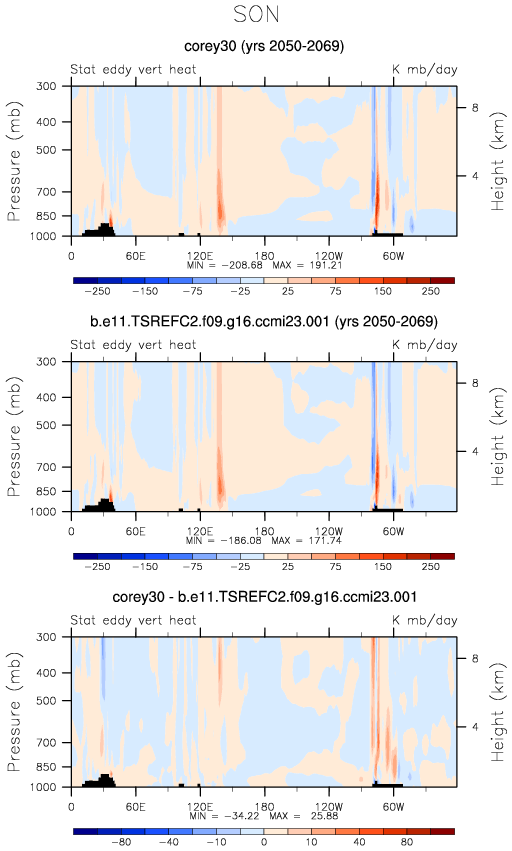 SON
corey30 (yrs 2050-2069)
Stat eddy vert heat K mb/day
300
400
500
700
850
1000
Pressure (mb)
8
4
Height (km)
0 60E 120E 180 120W 60W
MIN = -208.68 MAX = 191.21
-250 -150 -75 -25 25 75 150 250
b.e11.TSREFC2.f09.g16.ccmi23.001 (yrs 2050-2069)
Stat eddy vert heat K mb/day
300
400
500
700
850
1000
Pressure (mb)
8
4
Height (km)
0 60E 120E 180 120W 60W
MIN = -186.08 MAX = 171.74
-250 -150 -75 -25 25 75 150 250
corey30 - b.e11.TSREFC2.f09.g16.ccmi23.001
Stat eddy vert heat K mb/day
300
400
500
700
850
1000
Pressure (mb)
8
4
Height (km)
0 60E 120E 180 120W 60W
MIN = -34.22 MAX = 25.88
-80 -40 -10 0 10 40 80